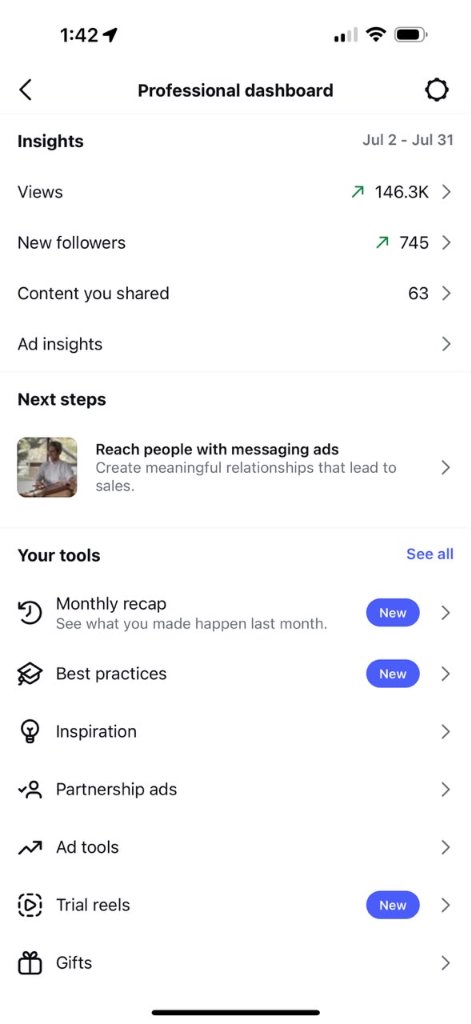 1:42
Professional dashboard
Insights
Jul 2 - Jul 31
Views
146.3K
New followers
745
Content you shared
63
Ad insights
Next steps
Reach people with messaging ads
Create meaningful relationships that lead to
sales.
Your tools
See all
Monthly recap
See what you made happen last month.
New
Best practices
New
Inspiration
Partnership ads
Ad tools
Trial reels
New
Gifts